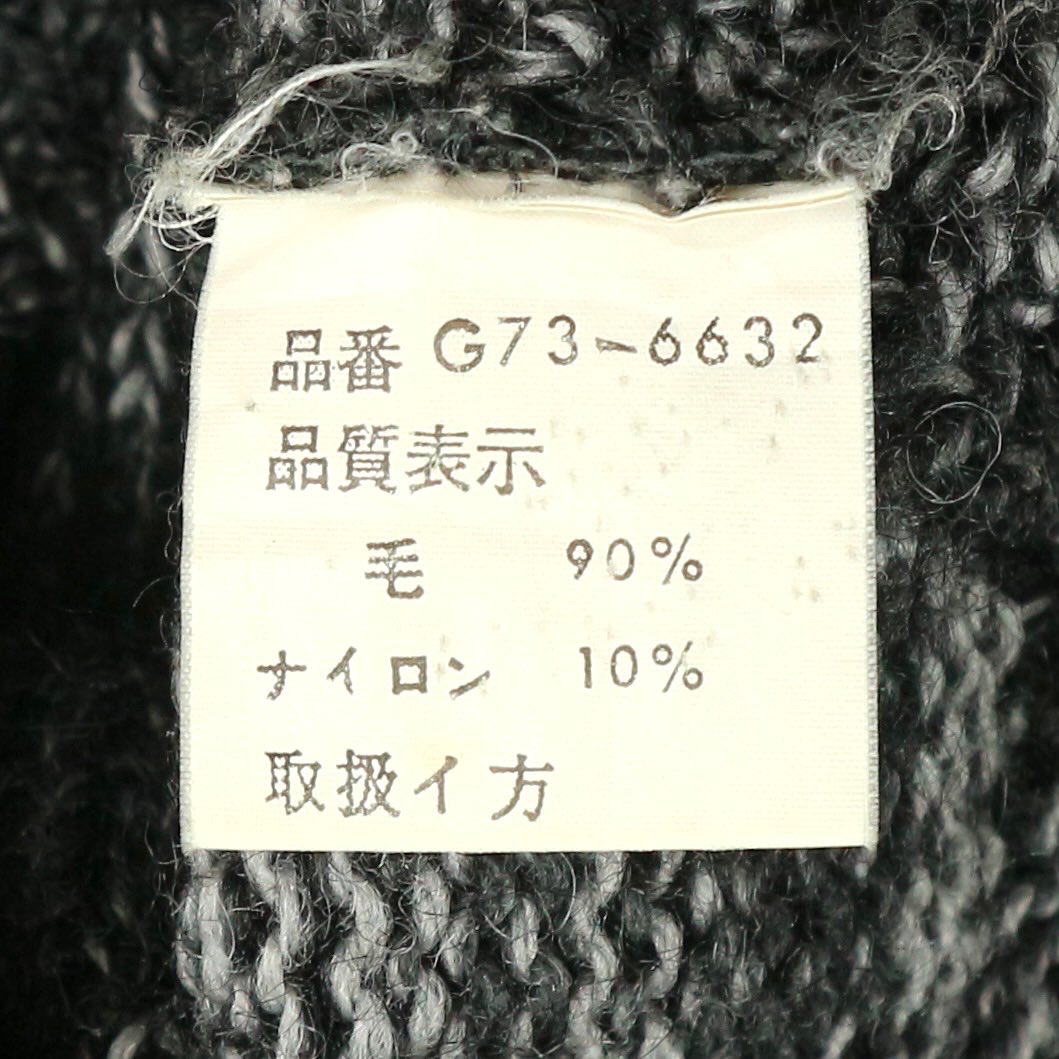 品番 G73-6632
品質表示
毛 90%
ナイロン 10%
取扱イ方